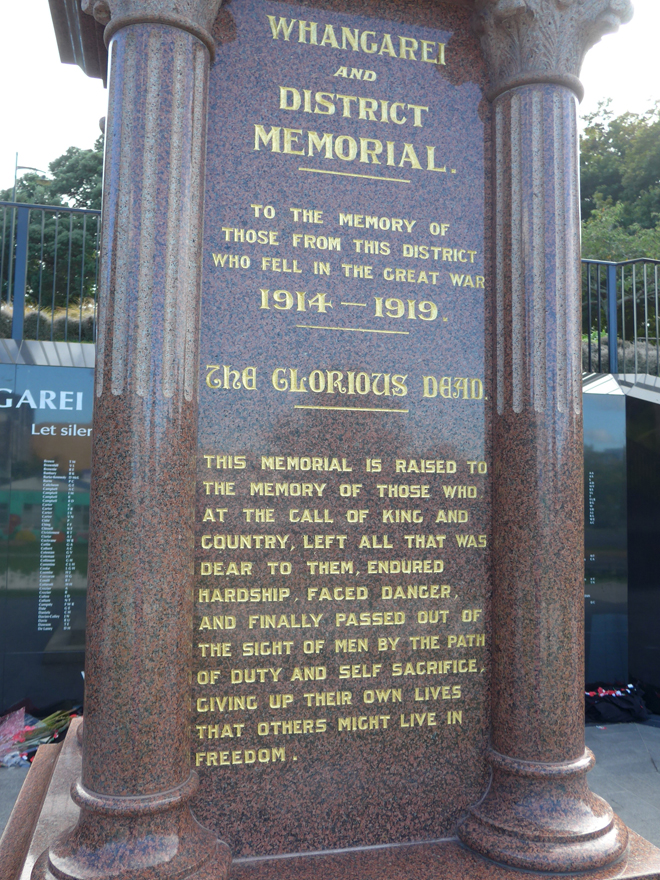 WHANGAREI
AND
DISTRICT
MEMORIAL.
TO THE MEMORY OF
THOSE FROM THIS DISTRICT
WHO FELL IN THE GREAT WAR
1914 — 1919.
THE GLORIOUS DEAD.
THIS MEMORIAL IS RAISED TO
THE MEMORY OF THOSE WHO
AT THE CALL OF KING AND
COUNTRY, LEFT ALL THAT WAS
DEAR TO THEM, ENDURED
HARDSHIP, FACED DANGER,
AND FINALLY PASSED OUT OF
THE SIGHT OF MEN BY THE PATH
OF DUTY AND SELF SACRIFICE,
GIVING UP THEIR OWN LIVES
THAT OTHERS MIGHT LIVE IN
FREEDOM.
GAREI
Let silen